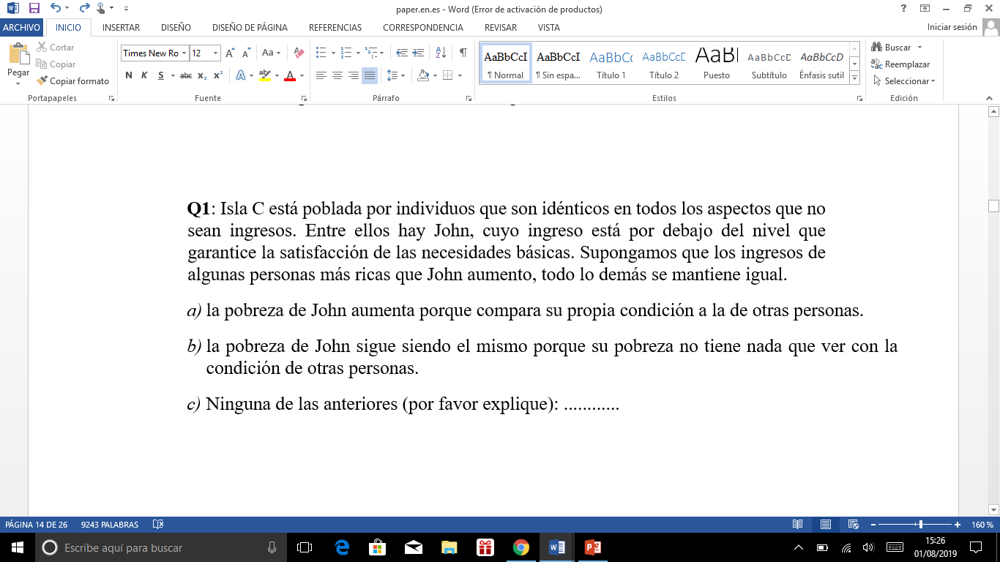 paper.en.es - Word (Error de activación de productos)
ARCHIVO INICIO INSERTAR DISEÑO DISEÑO DE PÁGINA REFERENCIAS CORRESPONDENCIA REVISAR VISTA Iniciar sesión
Pegar
Cortar
Copiar
Copiar formato
Portapapeles
Times New Ro 12
N K S abc x₂ x²
Fuente
Párrafo
AaBbCcI AaBbCcI AaBbCc AaBbCcD AaB AaBbCcD AaBbCcD
¶ Normal ¶ Sin espa... Título 1 Título 2 Puesto Subtítulo Énfasis sutil
Estilos
Buscar
Reemplazar
Seleccionar
Edición
Q1: Isla C está poblada por individuos que son idénticos en todos los aspectos que no
sean ingresos. Entre ellos hay John, cuyo ingreso está por debajo del nivel que
garantice la satisfacción de las necesidades básicas. Supongamos que los ingresos de
algunas personas más ricas que John aumento, todo lo demás se mantiene igual.
a) la pobreza de John aumenta porque compara su propia condición a la de otras personas.
b) la pobreza de John sigue siendo el mismo porque su pobreza no tiene nada que ver con la
condición de otras personas.
c) Ninguna de las anteriores (por favor explique): ............
PÁGINA 14 DE 26 9243 PALABRAS 160 %
Escribe aquí para buscar
15:26
01/08/2019